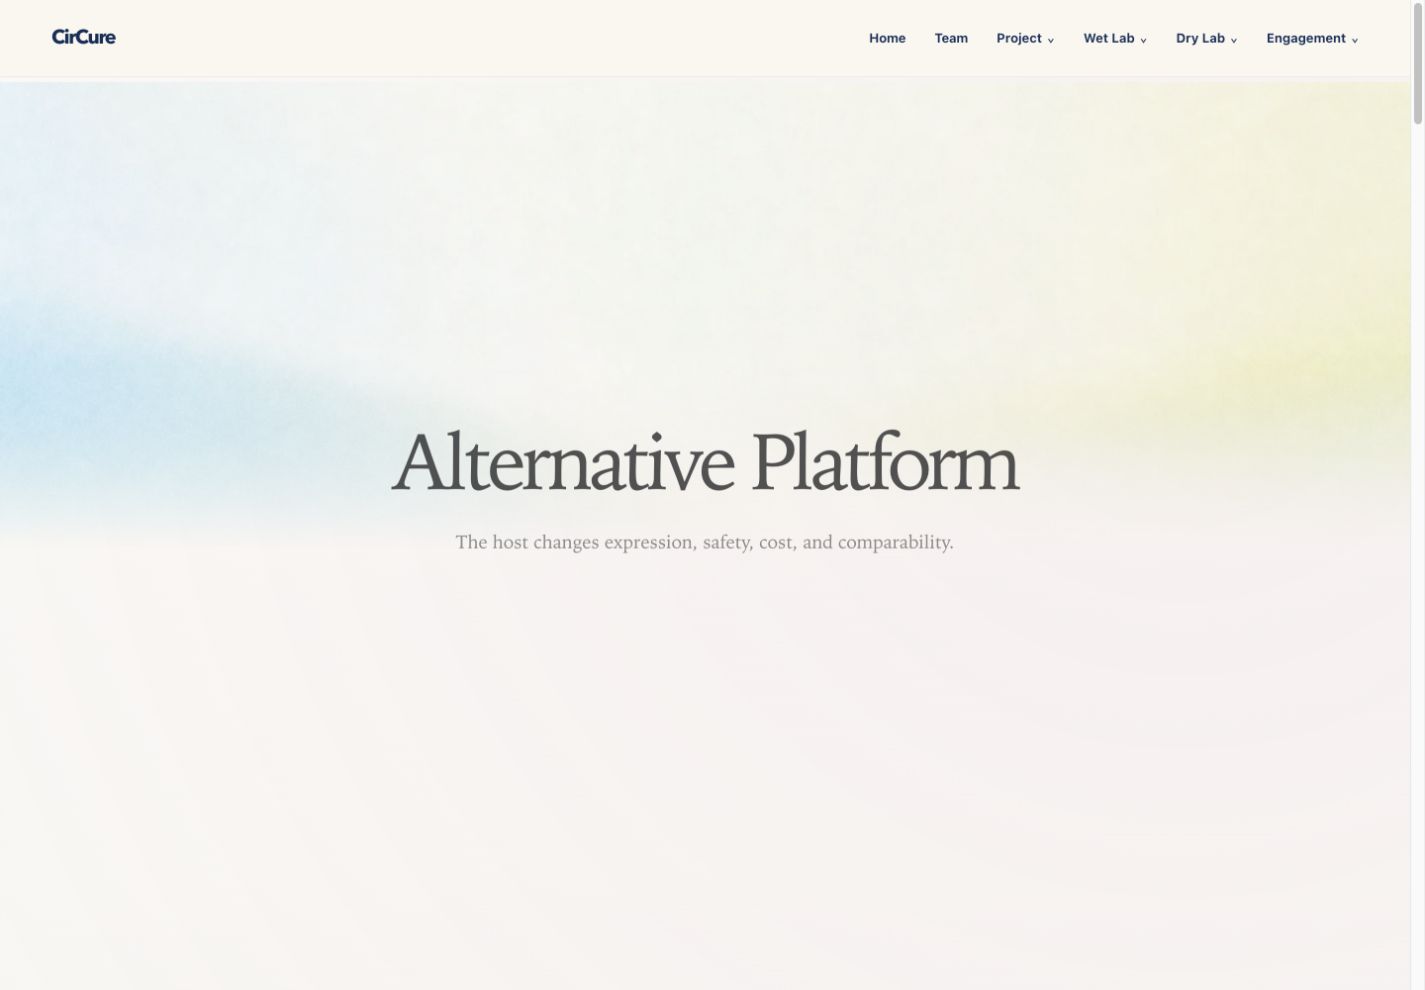 CirCure
Home Team Project Wet Lab Dry Lab Engagement
Alternative Platform
The host changes expression, safety, cost, and comparability.